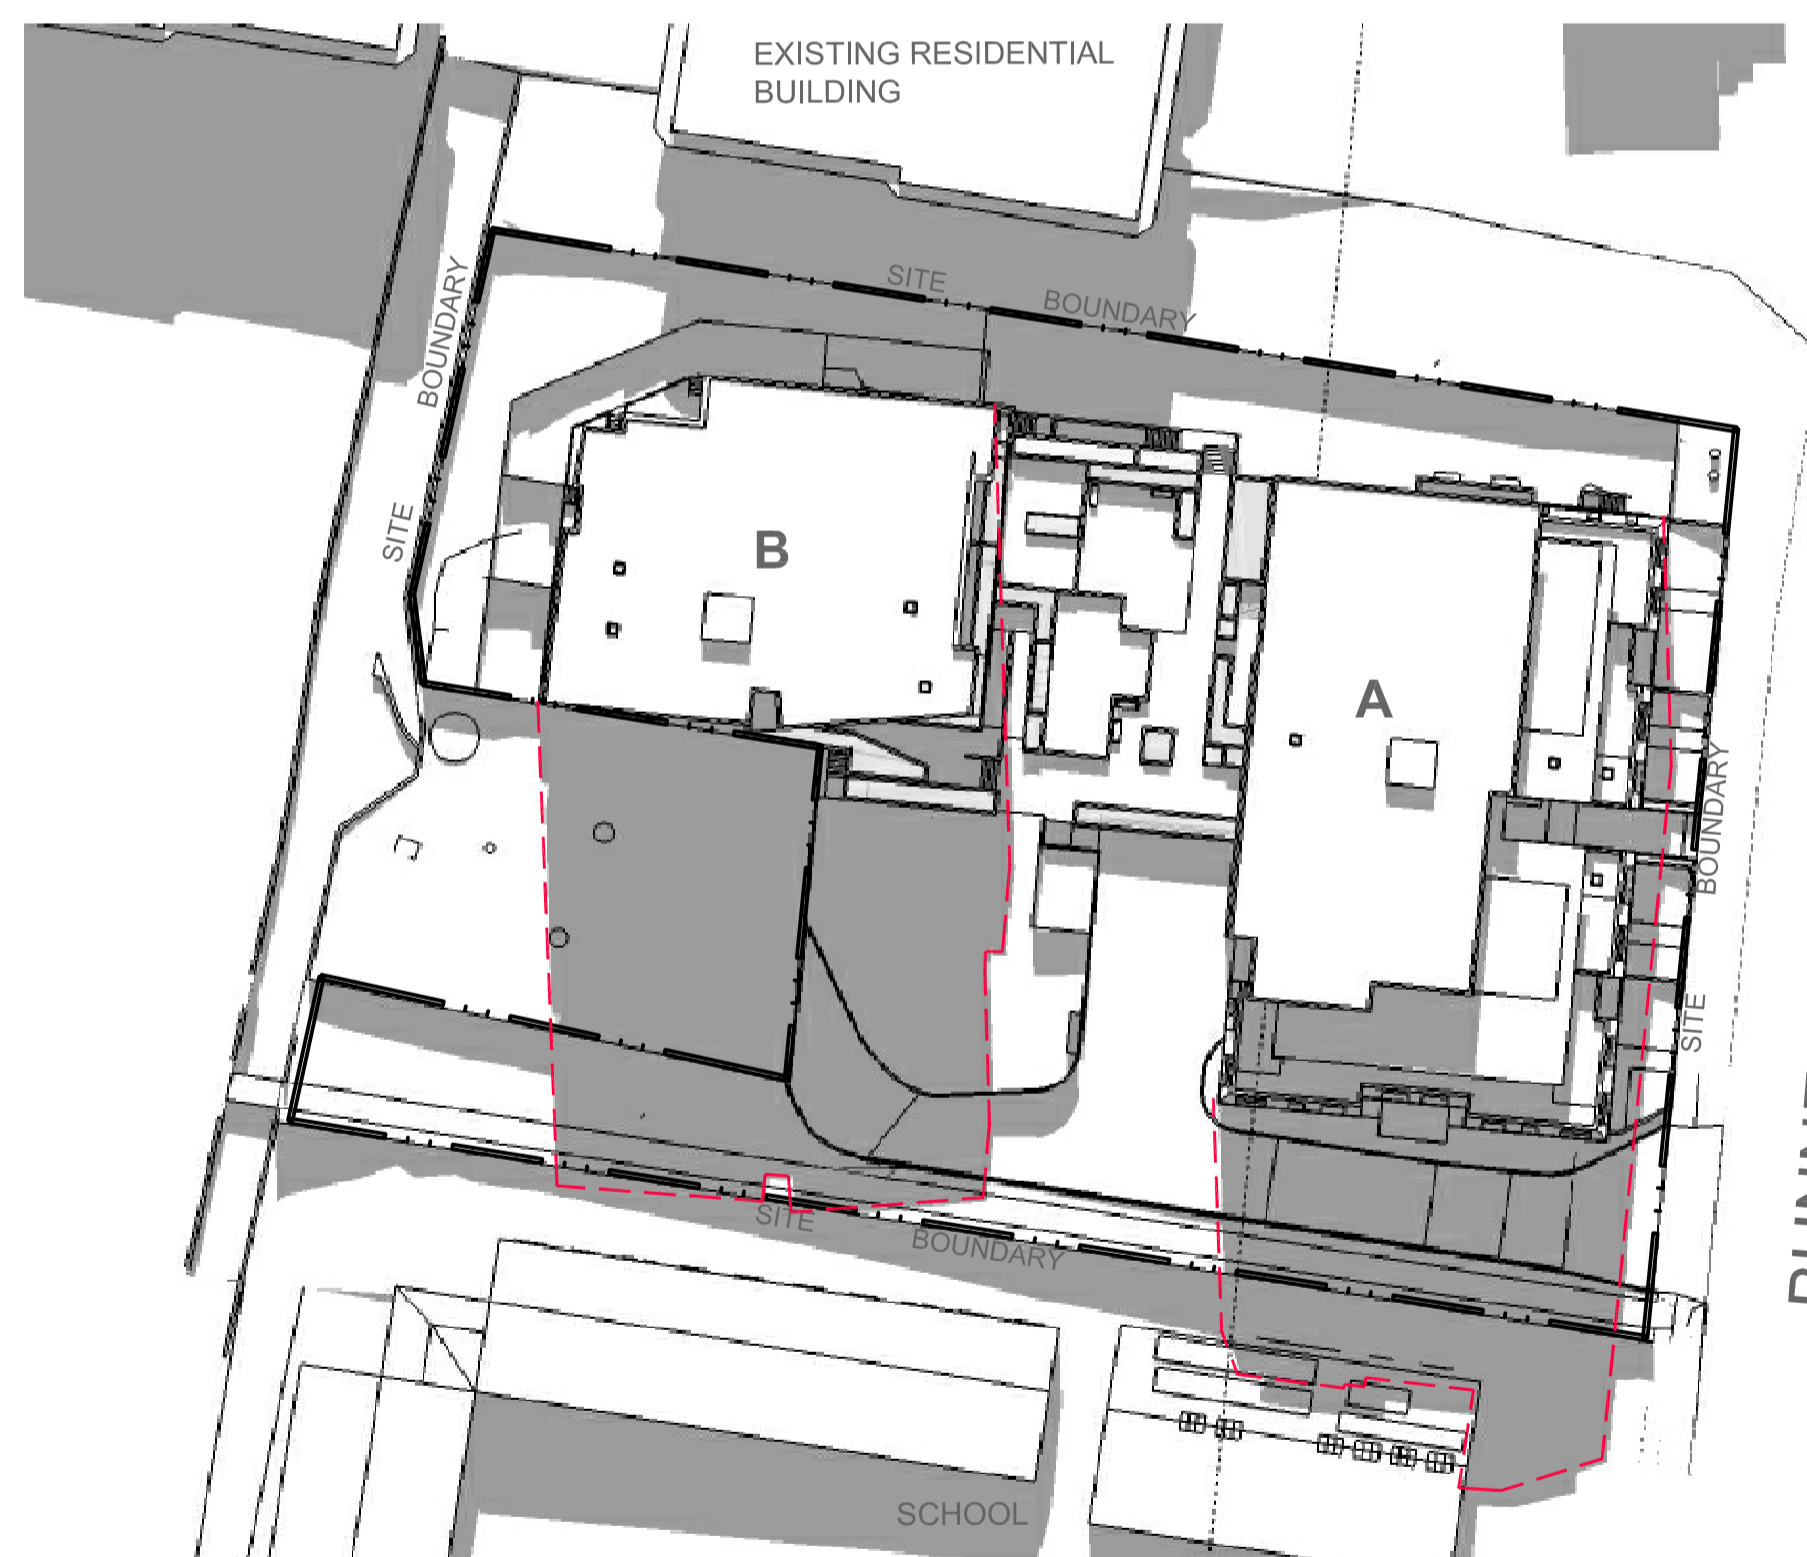 EXISTING RESIDENTIAL
BUILDING
SITE
BOUNDARY
BOUNDARY
SITE
B
A
BOUNDARY
SITE
SITE
BOUNDARY
SCHOOL